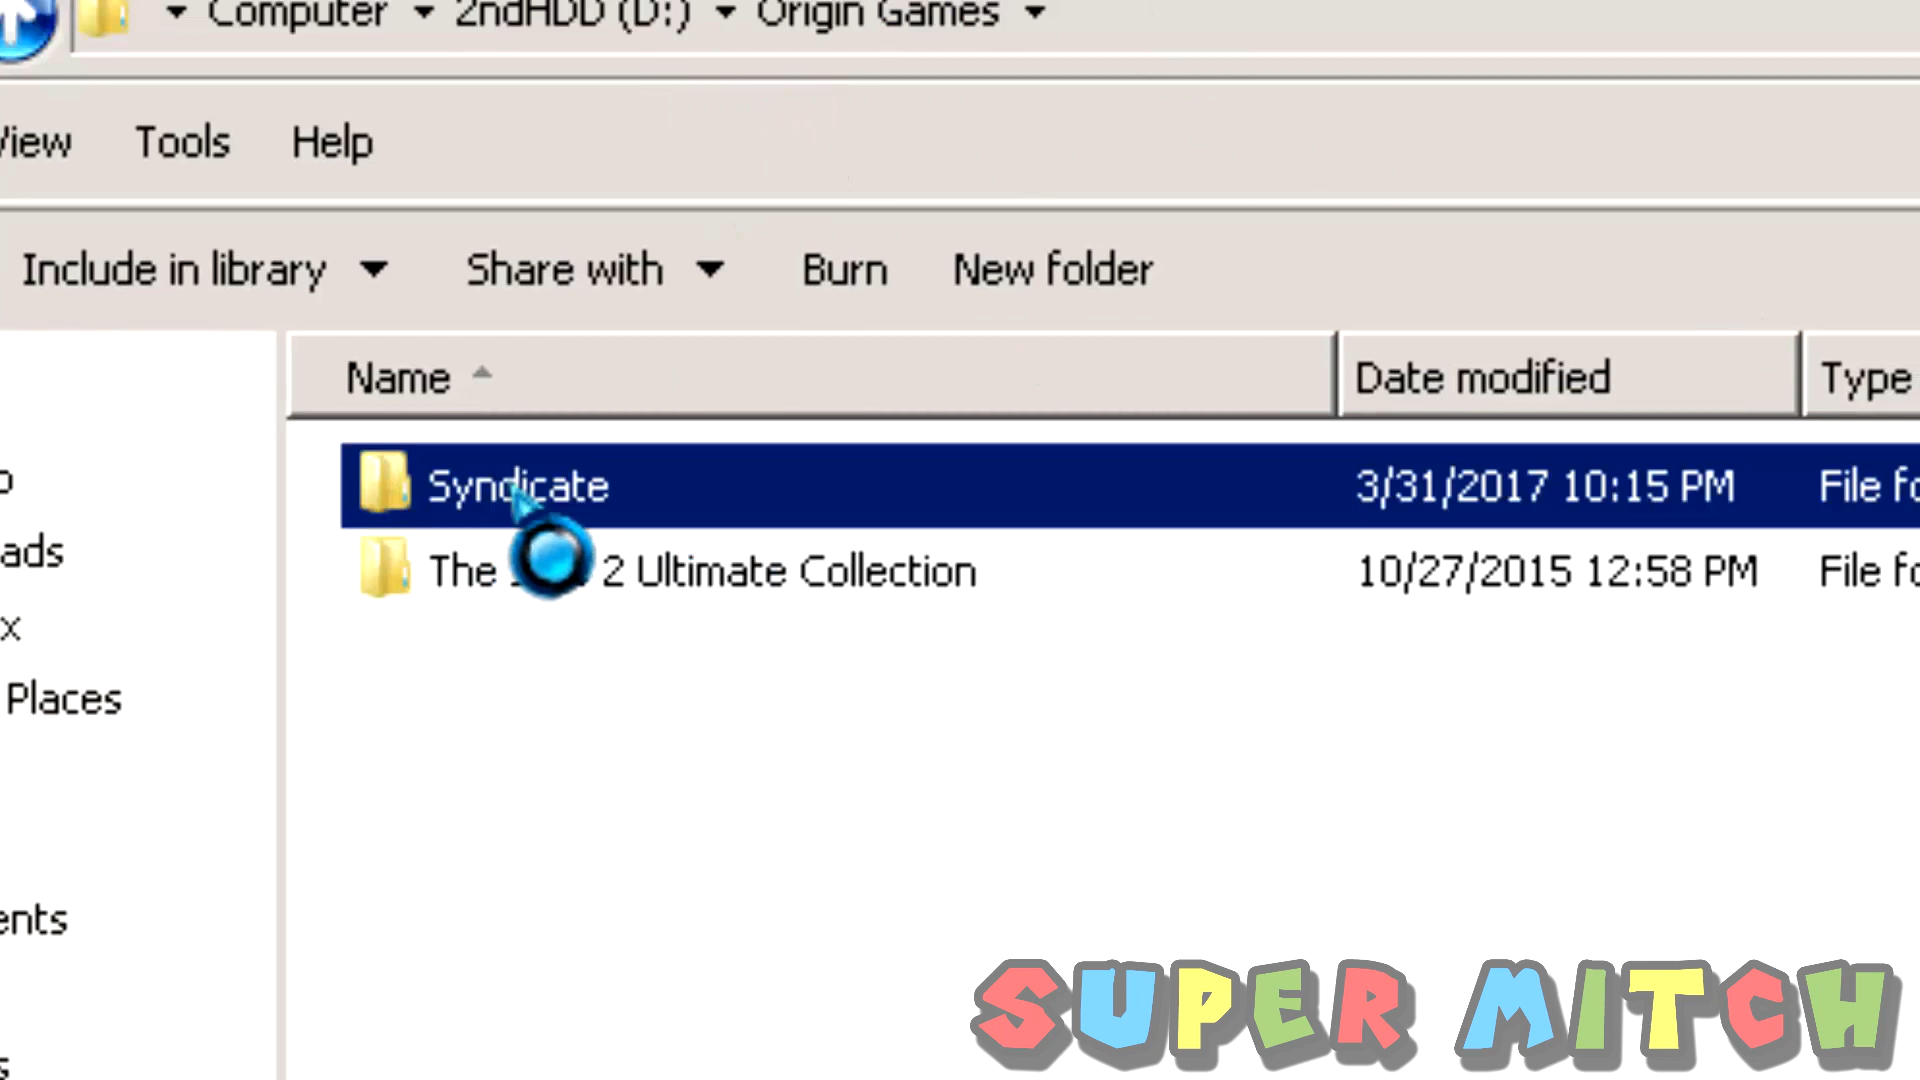 Computer 2ndHDD (D:) Origin Games
View Tools Help
Include in library Share with Burn New folder
Name Date modified Type
Syndicate 3/31/2017 10:15 PM File fo
The 2 Ultimate Collection 10/27/2015 12:58 PM File fo
ads
x
Places
ents
s
SUPER MITCH